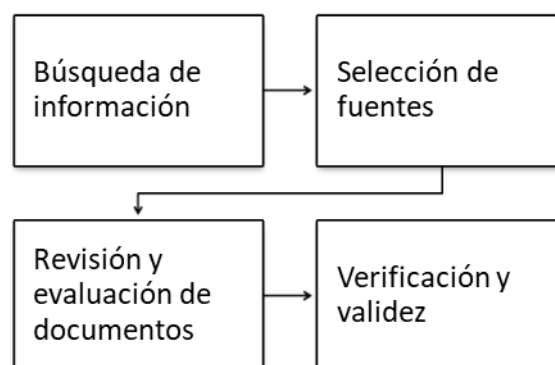 Búsqueda de
información
Selección de
fuentes
Revisión y
evaluación de
documentos
Verificación y
validez